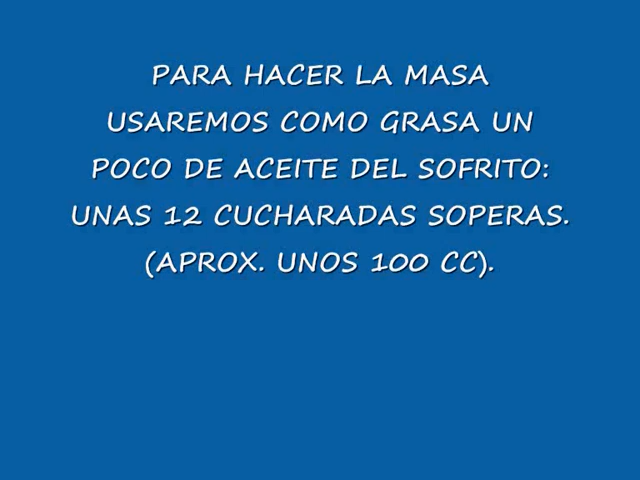 PARA HACER LA MASA
USAREMOS COMO GRASA UN
POCO DE ACEITE DEL SOFRITO:
UNAS 12 CUCHARADAS SOPERAS.
(APROX. UNOS 100 CC).